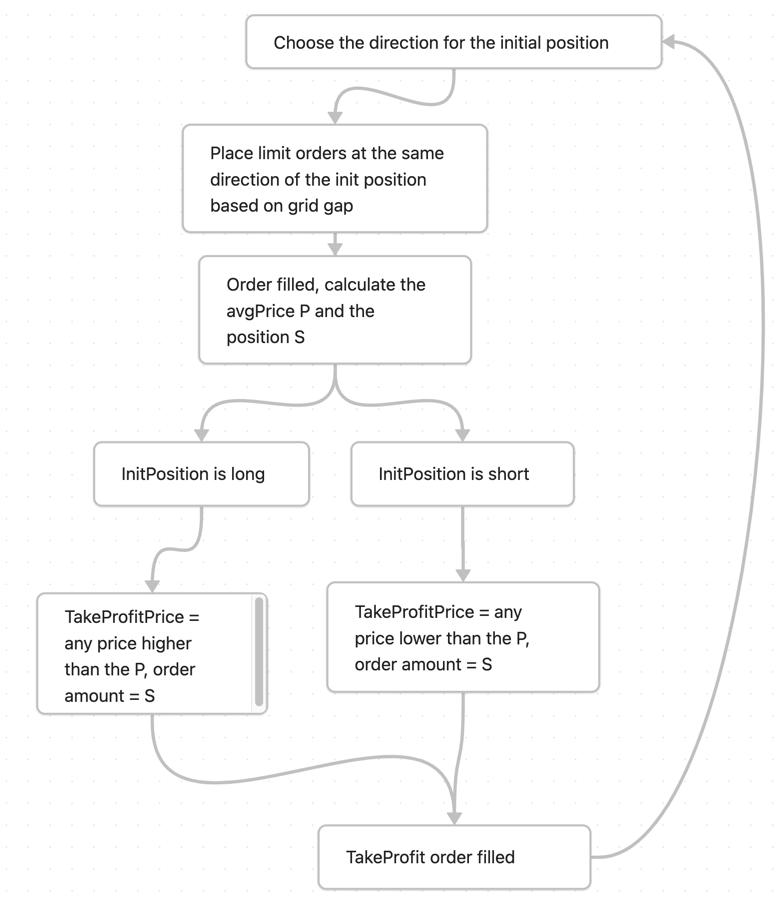 Choose the direction for the initial position
Place limit orders at the same
direction of the init position
based on grid gap
Order filled, calculate the
avgPrice P and the
position S
InitPosition is long
InitPosition is short
TakeProfitPrice =
any price higher
than the P, order
amount = S
TakeProfitPrice = any
price lower than the P,
order amount = S
TakeProfit order filled